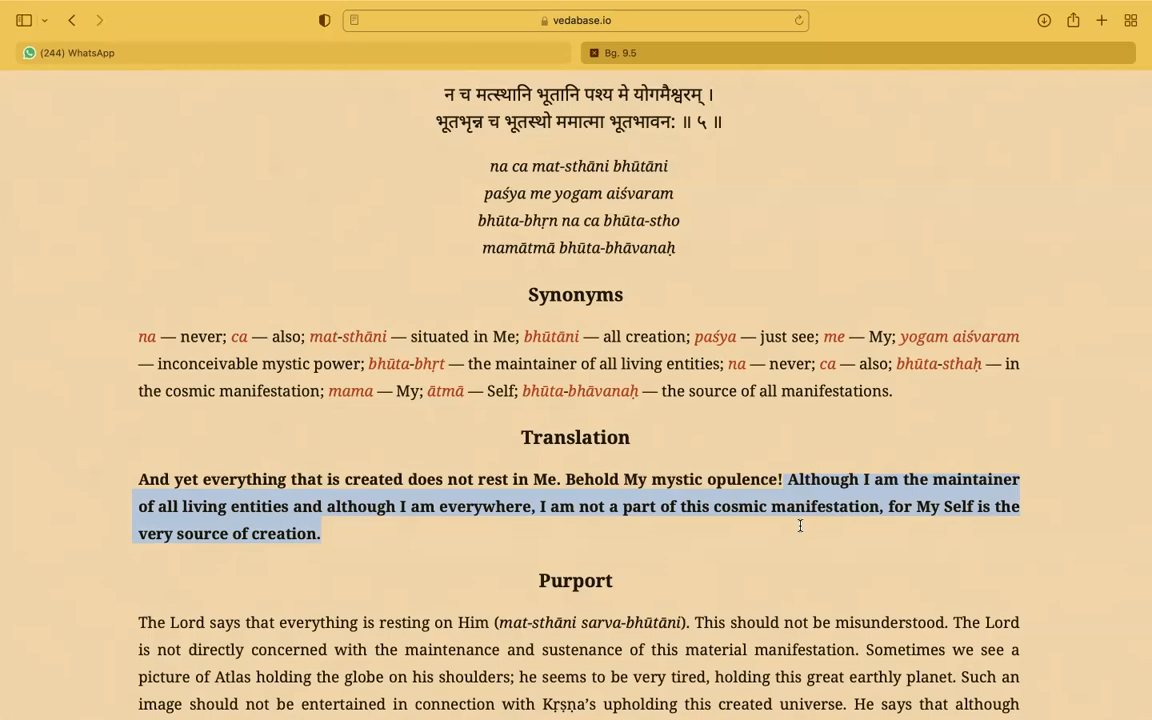 vedabase.io
(244) WhatsApp
Bg. 9.5
न च मत्स्थानि भूतानि पश्य मे योगमैश्वरम् ।
भूतभृन्न च भूतस्थो ममात्मा भूतभावन: ॥ ५ ॥
na ca mat-sthāni bhūtāni
paśya me yogam aiśvaram
bhūta-bhṛn na ca bhūta-stho
mamātmā bhūta-bhāvanaḥ
Synonyms
na — never; ca — also; mat-sthāni — situated in Me; bhūtāni — all creation; paśya — just see; me — My; yogam aiśvaram
— inconceivable mystic power; bhūta-bhṛt — the maintainer of all living entities; na — never; ca — also; bhūta-sthaḥ — in
the cosmic manifestation; mama — My; ātmā — Self; bhūta-bhāvanaḥ — the source of all manifestations.
Translation
And yet everything that is created does not rest in Me. Behold My mystic opulence! Although I am the maintainer
of all living entities and although I am everywhere, I am not a part of this cosmic manifestation, for My Self is the
very source of creation.
Purport
The Lord says that everything is resting on Him (mat-sthāni sarva-bhūtāni). This should not be misunderstood. The Lord
is not directly concerned with the maintenance and sustenance of this material manifestation. Sometimes we see a
picture of Atlas holding the globe on his shoulders; he seems to be very tired, holding this great earthly planet. Such an
image should not be entertained in connection with Kṛṣṇa’s upholding this created universe. He says that although